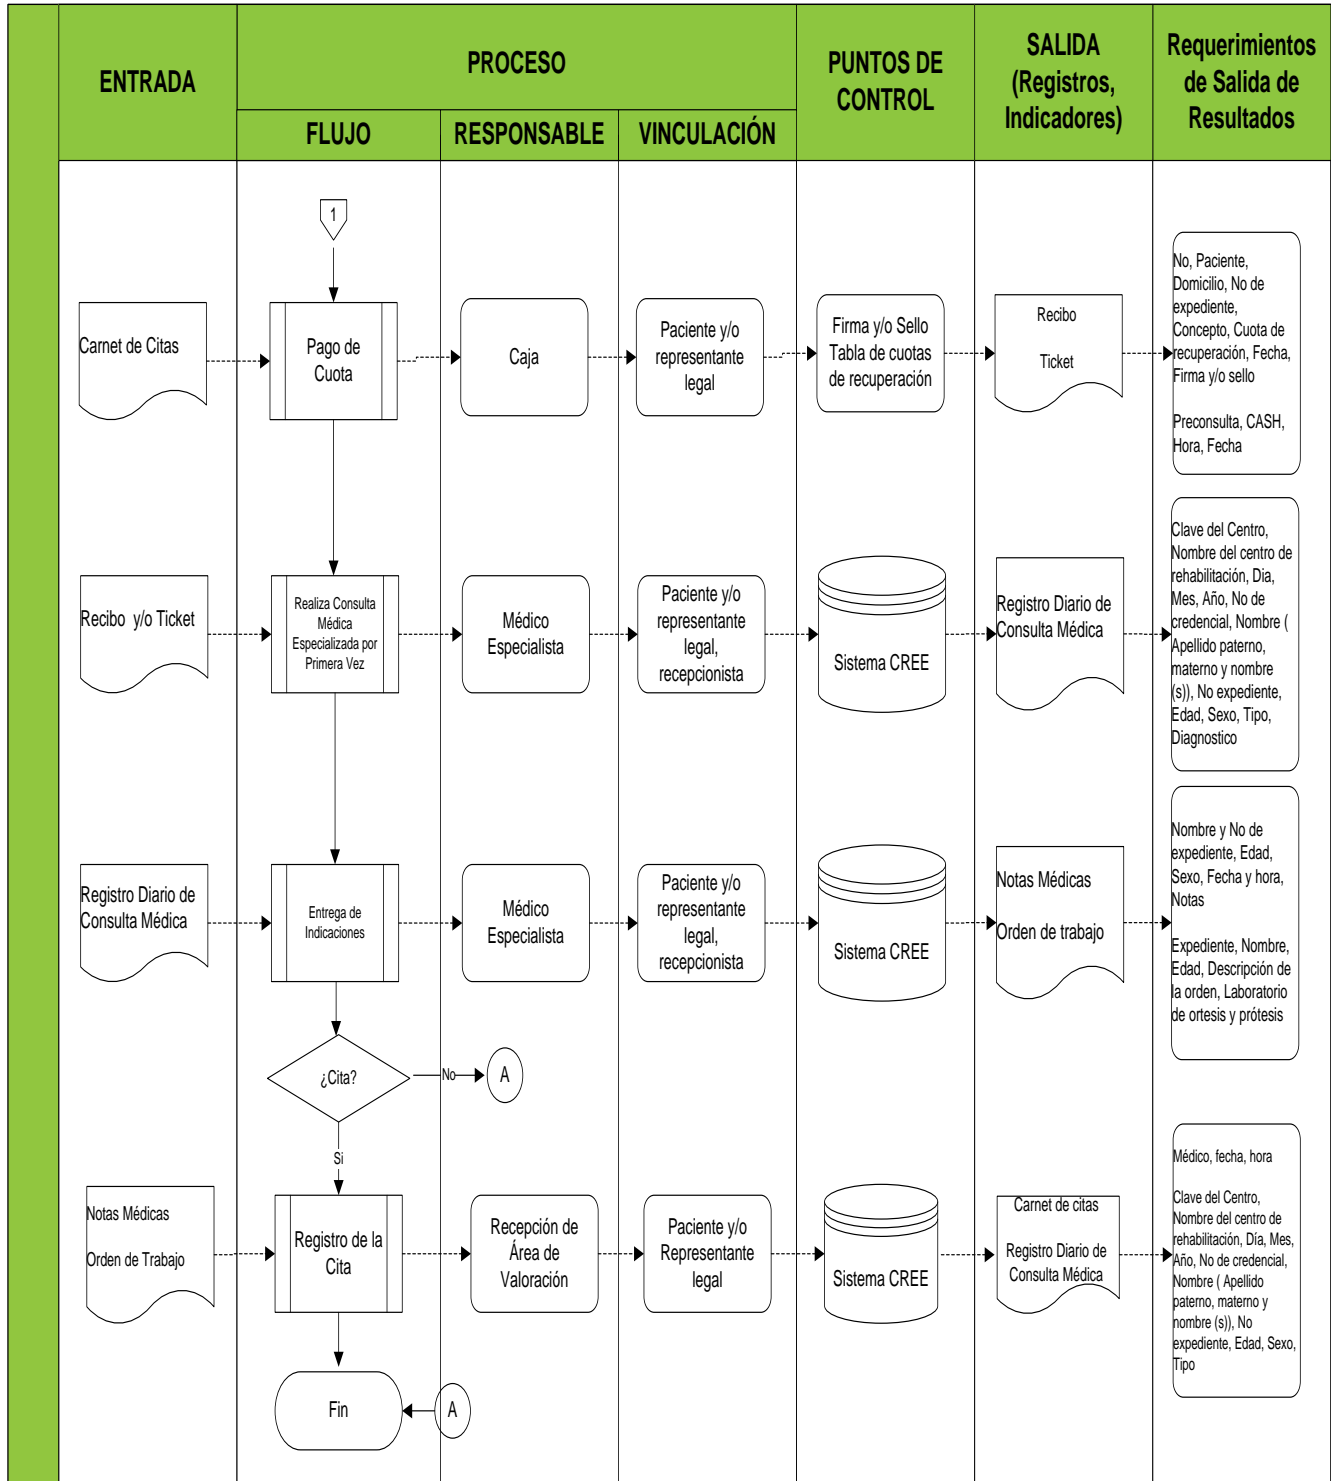 ENTRADA
PROCESO
FLUJO
RESPONSABLE
VINCULACIÓN
PUNTOS DE
CONTROL
SALIDA
(Registros,
Indicadores)
Requerimientos
de Salida de
Resultados
1
Carnet de Citas
Pago de
Cuota
Caja
Paciente y/o
representante
legal
Firma y/o Sello
Tabla de cuotas
de recuperación
Recibo
Ticket
No, Paciente,
Domicilio, No de
expediente,
Concepto, Cuota de
recuperación, Fecha,
Firma y/o sello
Preconsulta, CASH,
Hora, Fecha
Recibo y/o Ticket
Realiza Consulta
Médica
Especializada por
Primera Vez
Médico
Especialista
Paciente y/o
representante
legal,
recepcionista
Sistema CREE
Registro Diario de
Consulta Médica
Clave del Centro,
Nombre del centro de
rehabilitación, Dia,
Mes, Año, No de
credencial, Nombre (
Apellido paterno,
materno y nombre
(s)), No expediente,
Edad, Sexo, Tipo,
Diagnostico
Registro Diario de
Consulta Médica
Entrega de
Indicaciones
Médico
Especialista
Paciente y/o
representante
legal,
recepcionista
Sistema CREE
Notas Médicas
Orden de trabajo
Nombre y No de
expediente, Edad,
Sexo, Fecha y hora,
Notas
Expediente, Nombre,
Edad, Descripción de
la orden, Laboratorio
de ortesis y prótesis
¿Cita?
No
A
Si
Notas Médicas
Orden de Trabajo
Registro de la
Cita
Recepción de
Área de
Valoración
Paciente y/o
Representante
legal
Sistema CREE
Carnet de citas
Registro Diario de
Consulta Médica
Médico, fecha, hora
Clave del Centro,
Nombre del centro de
rehabilitación, Día, Mes,
Año, No de credencial,
Nombre ( Apellido
paterno, materno y
nombre (s)), No
expediente, Edad, Sexo,
Tipo
Fin
A